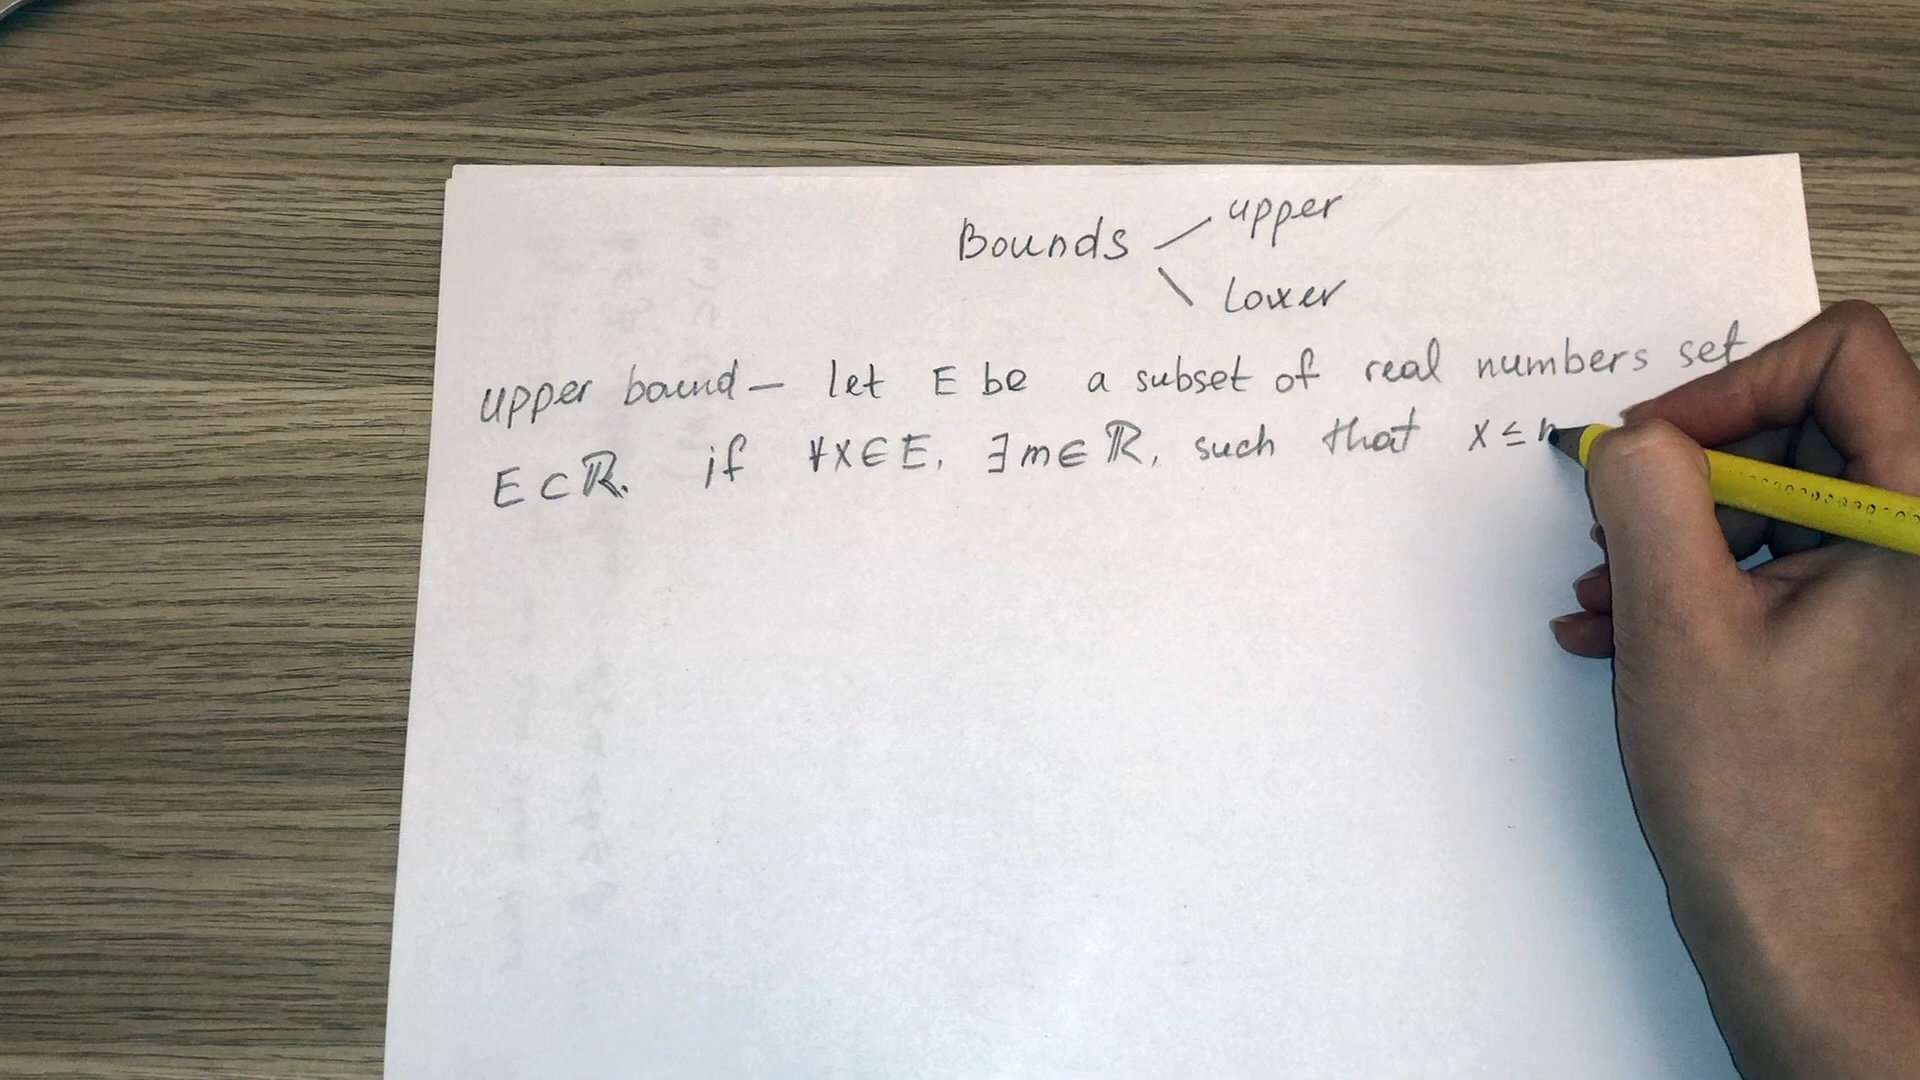 Bounds
upper
Lower
upper bound — let E be a subset of real numbers set
E ⊂ ℝ. if ∀x∈E, ∃m∈ℝ, such that x ≤